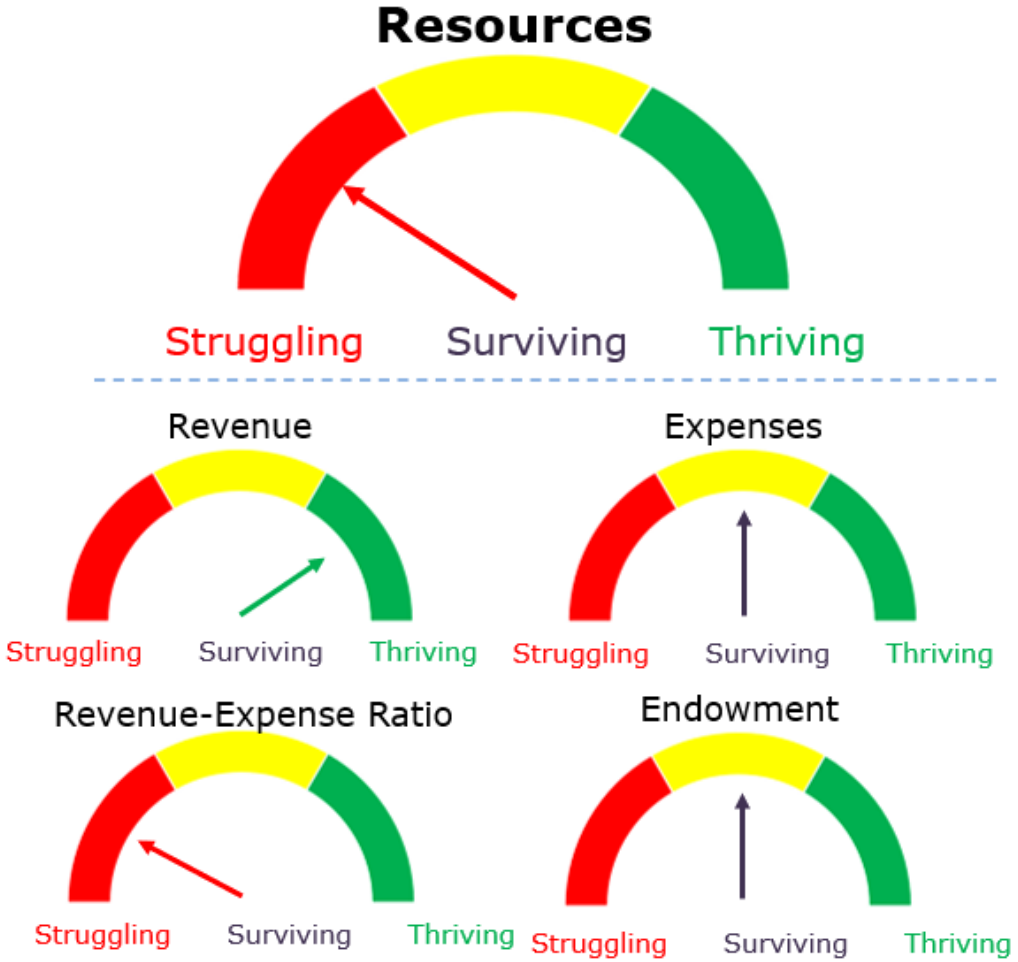 Resources
Struggling Surviving Thriving
Revenue Expenses
Struggling Surviving Thriving Struggling Surviving Thriving
Revenue-Expense Ratio Endowment
Struggling Surviving Thriving Struggling Surviving Thriving